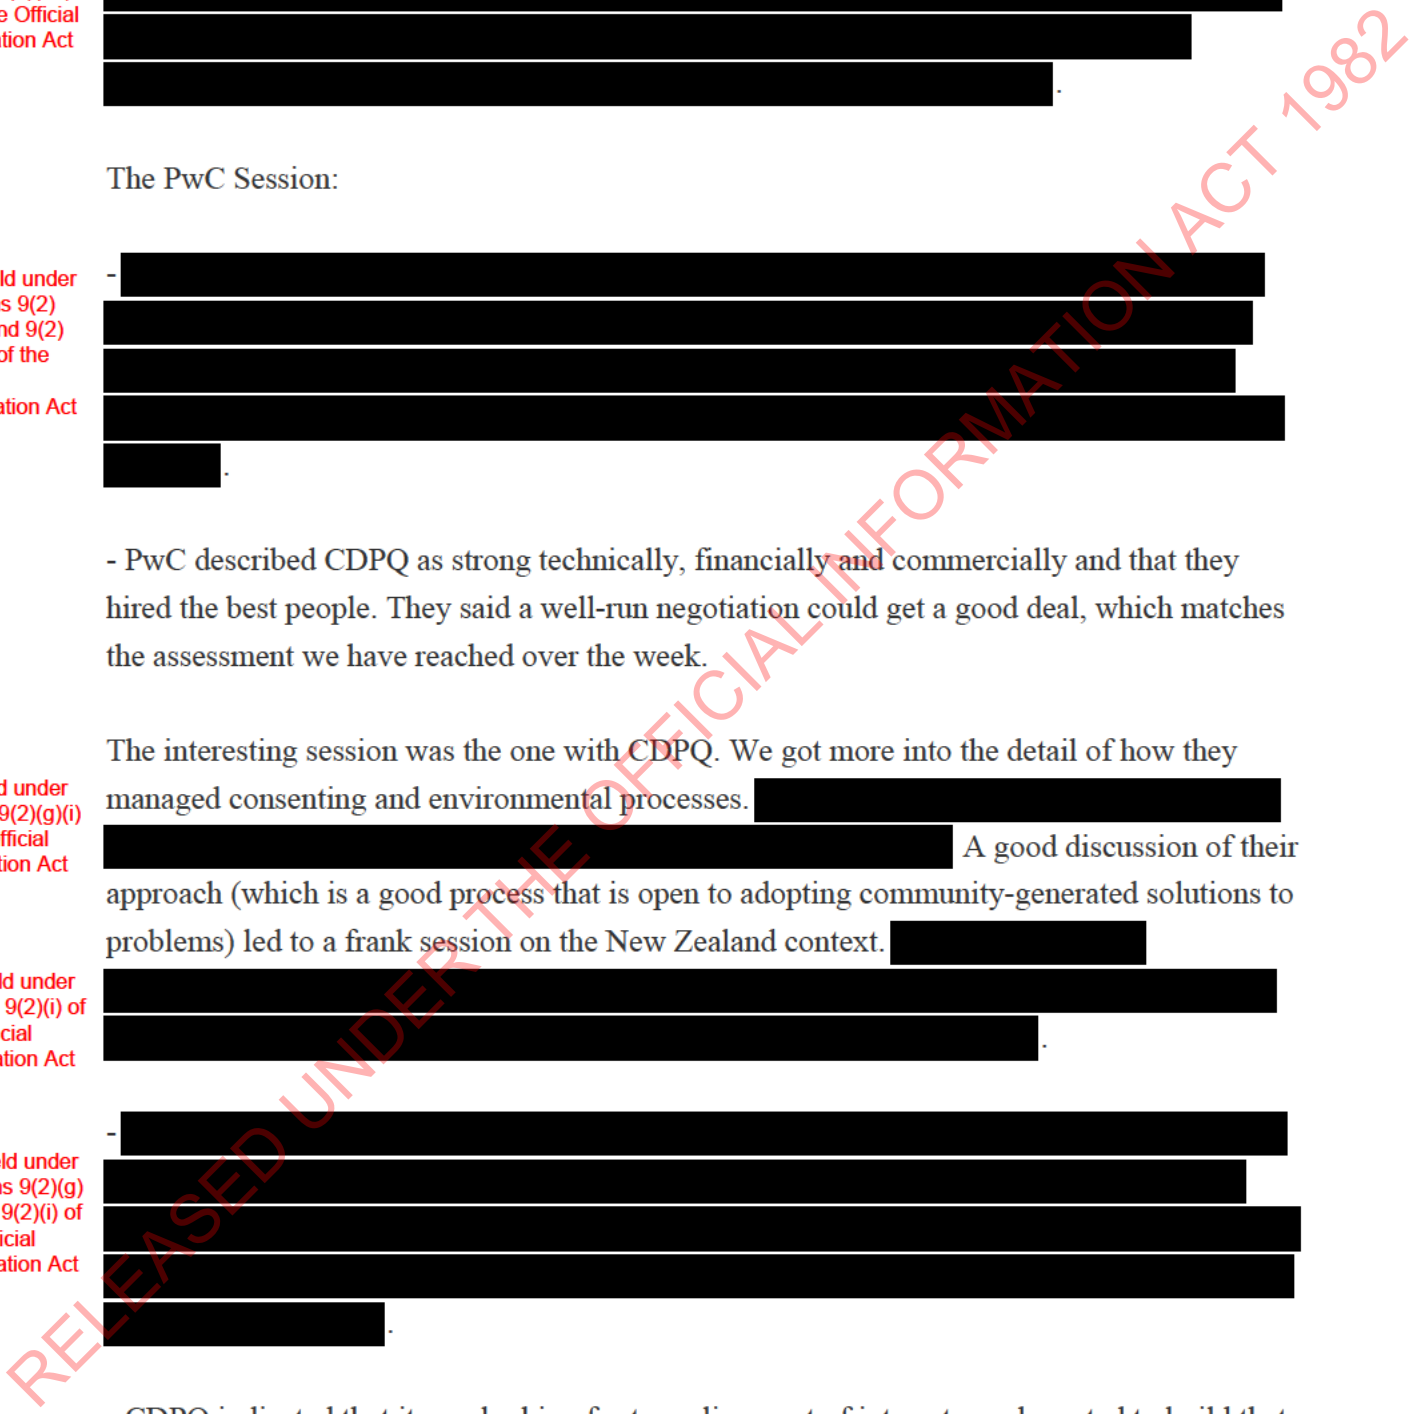 e Official
tion Act
.
The PwC Session:
ld under
s 9(2)
nd 9(2)
of the
ation Act
-
.
- PwC described CDPQ as strong technically, financially and commercially and that they
hired the best people. They said a well-run negotiation could get a good deal, which matches
the assessment we have reached over the week.
The interesting session was the one with CDPQ. We got more into the detail of how they
managed consenting and environmental processes.
A good discussion of their
approach (which is a good process that is open to adopting community-generated solutions to
problems) led to a frank session on the New Zealand context.
.
d under
9(2)(g)(i)
fficial
tion Act
ld under
9(2)(i) of
cial
ation Act
-
.
eld under
ns 9(2)(g)
9(2)(i) of
icial
ation Act
RELEASED UNDER THE OFFICIAL INFORMATION ACT 1982